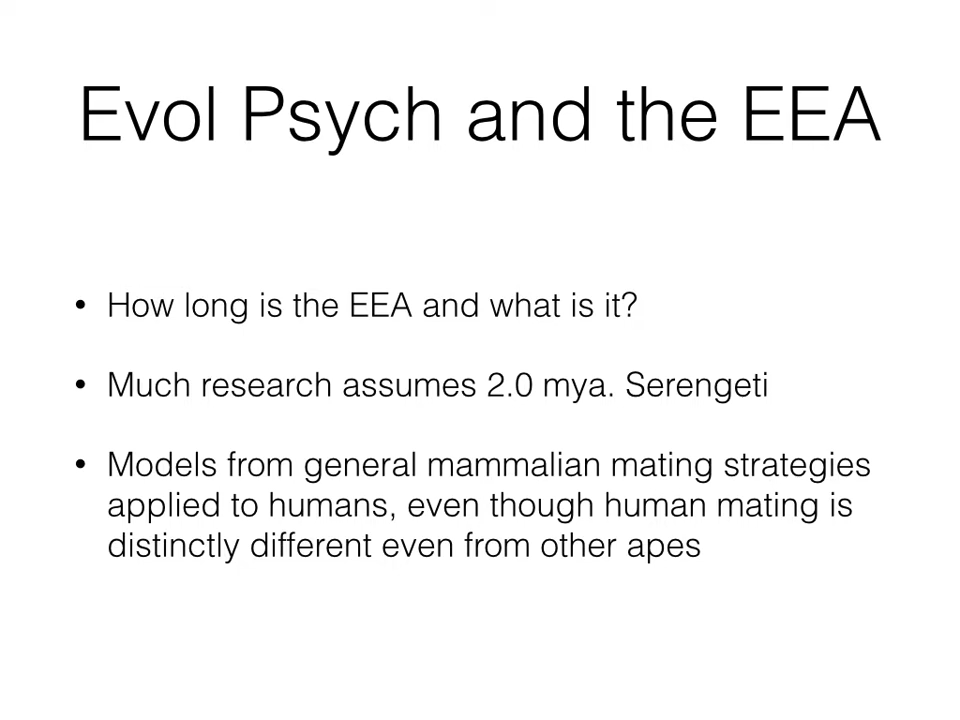 Evol Psych and the EEA
• How long is the EEA and what is it?
• Much research assumes 2.0 mya. Serengeti
• Models from general mammalian mating strategies
applied to humans, even though human mating is
distinctly different even from other apes